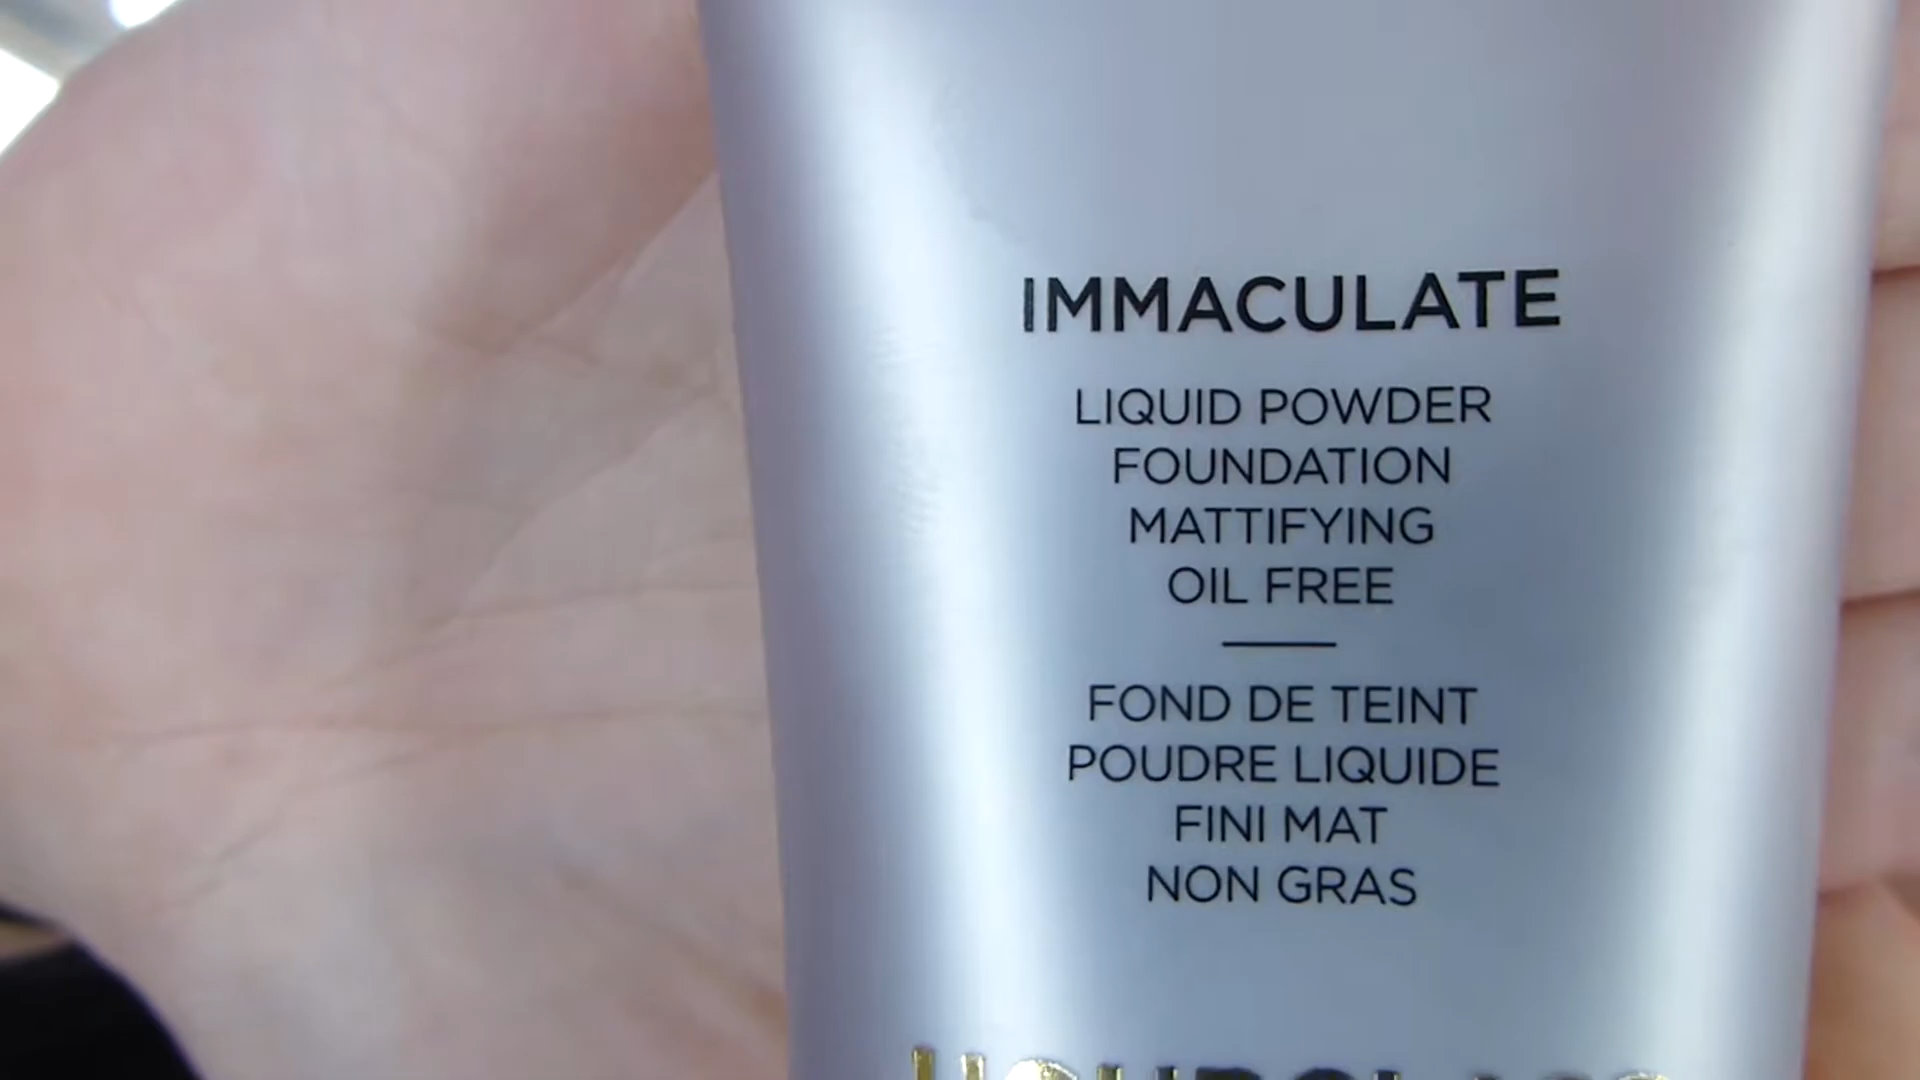 IMMACULATE
LIQUID POWDER
FOUNDATION
MATTIFYING
OIL FREE
FOND DE TEINT
POUDRE LIQUIDE
FINI MAT
NON GRAS